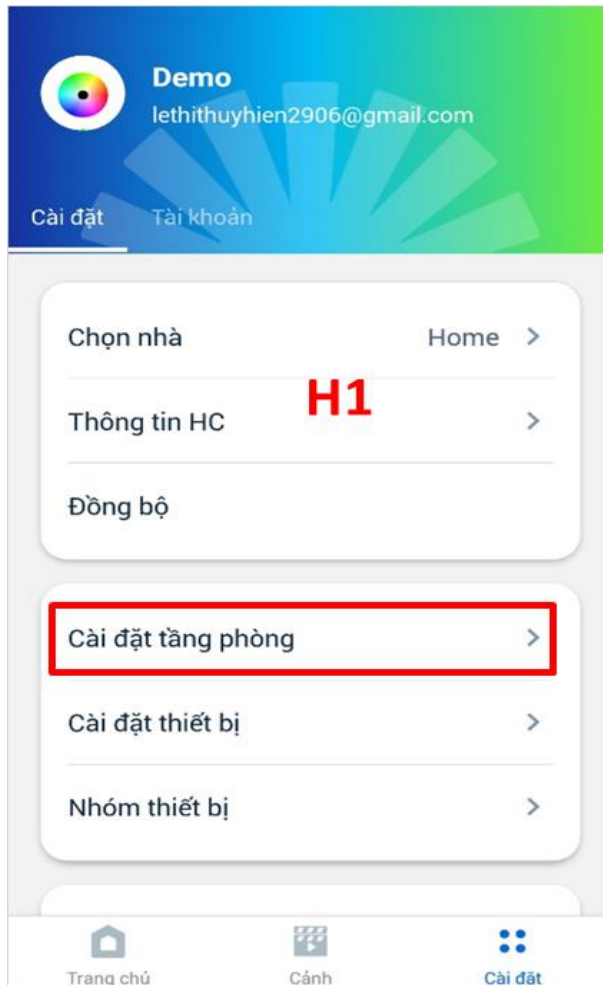 Demo
lethithuyhien2906@gmail.com
Cài đặt Tài khoản
Chọn nhà Home >
H1
Thông tin HC >
Đồng bộ
Cài đặt tầng phòng >
Cài đặt thiết bị >
Nhóm thiết bị >
Trang chủ Cảnh Cài đặt